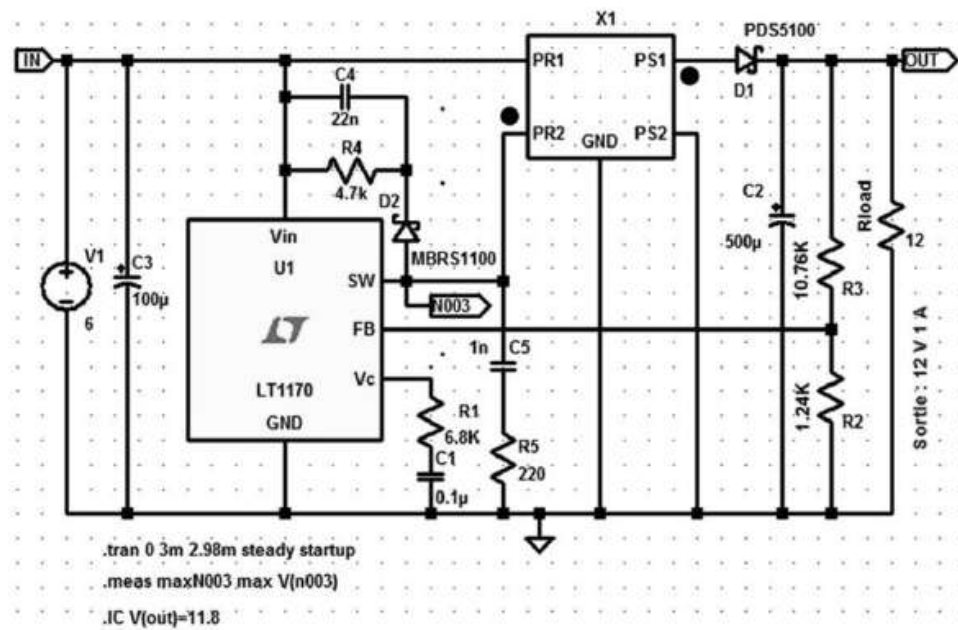 X1
IN
PR1
PS1
PDS5100
D1
OUT
C4
22n
PR2
PS2
GND
R4
4.7k
D2
MBRS1100
C2
500µ
Rload
12
Vin
U1
SW
N003
V1
6
C3
100µ
10.76K
R3
FB
1n
C5
LT1170
Vc
GND
R1
6.8K
C1
0.1µ
R5
220
1.24K
R2
Sortie : 12 V 1 A
.tran 0 3m 2.98m steady startup
.meas maxN003 max V(n003)
.IC V(out)=11.8